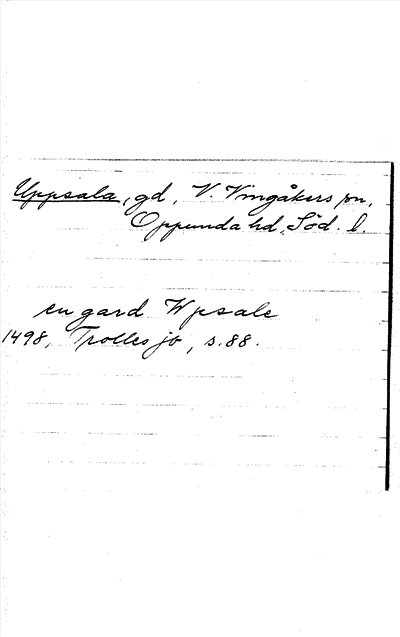 Uppsala, gd, V. Vingåkers sn,
Oppunda hd, Söd. l.
en gard Wpsale
1498, Trolles jb, s. 88.